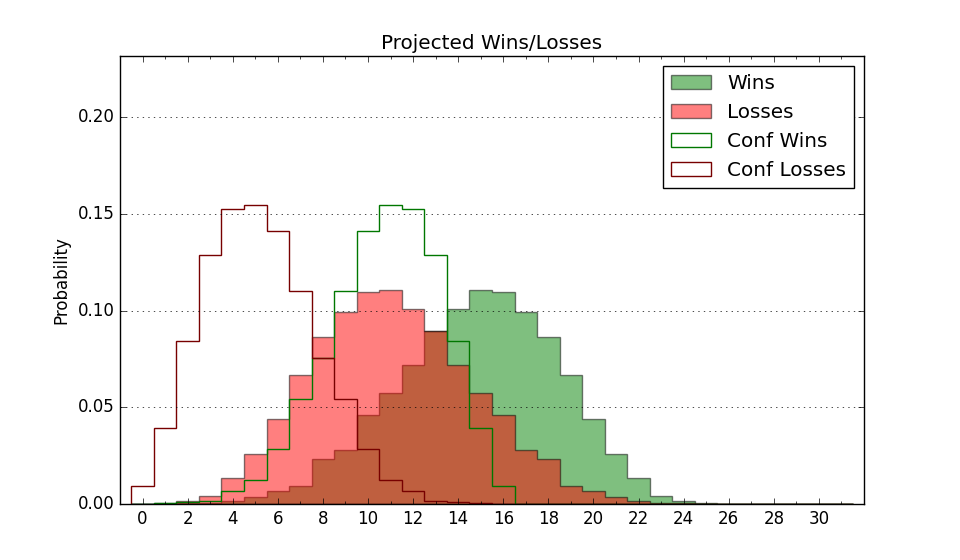 Projected Wins/Losses
Wins
Losses
Conf Wins
Conf Losses
Probability
0.20
0.15
0.10
0.05
0.00
0 2 4 6 8 10 12 14 16 18 20 22 24 26 28 30